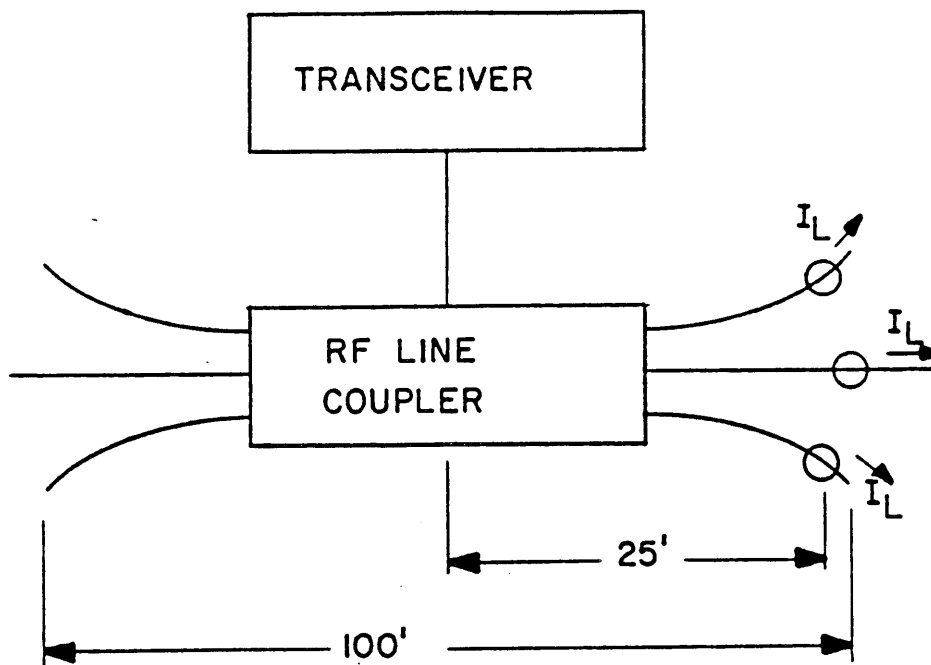 TRANSCEIVER
I_L
RF LINE
COUPLER
I_L
I_L
25'
100'